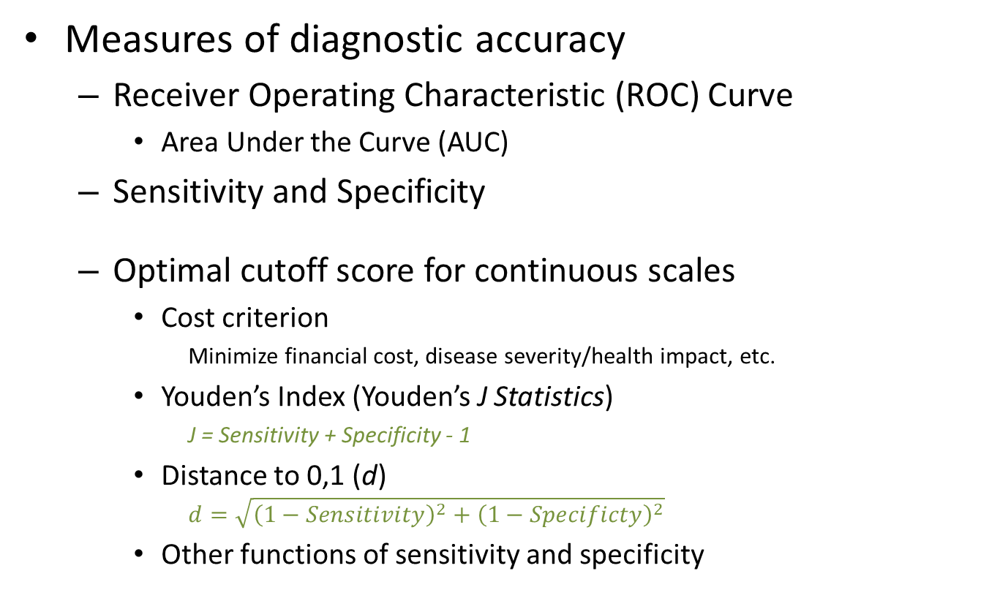 • Measures of diagnostic accuracy
– Receiver Operating Characteristic (ROC) Curve
• Area Under the Curve (AUC)
– Sensitivity and Specificity
– Optimal cutoff score for continuous scales
• Cost criterion
Minimize financial cost, disease severity/health impact, etc.
• Youden’s Index (Youden’s J Statistics)
J = Sensitivity + Specificity - 1
• Distance to 0,1 (d)
d = √((1 − Sensitivity)² + (1 − Specificty)²)
• Other functions of sensitivity and specificity